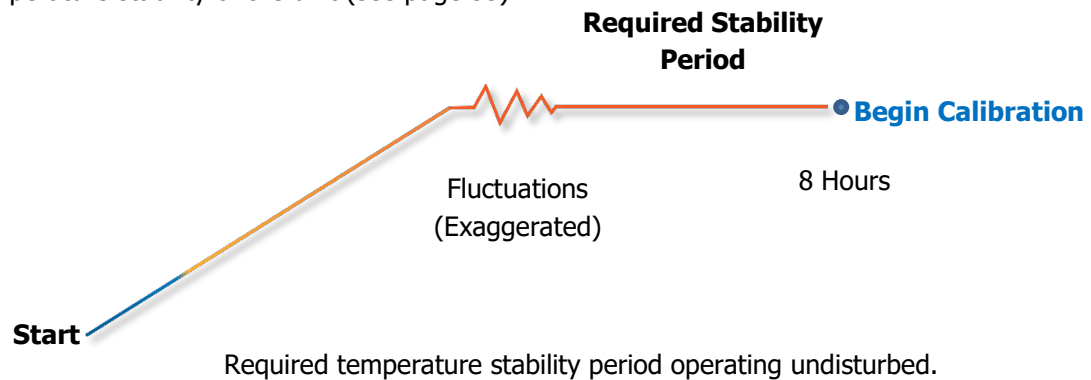 Required Stability
Period
Begin Calibration
Fluctuations
(Exaggerated)
8 Hours
Start
Required temperature stability period operating undisturbed.